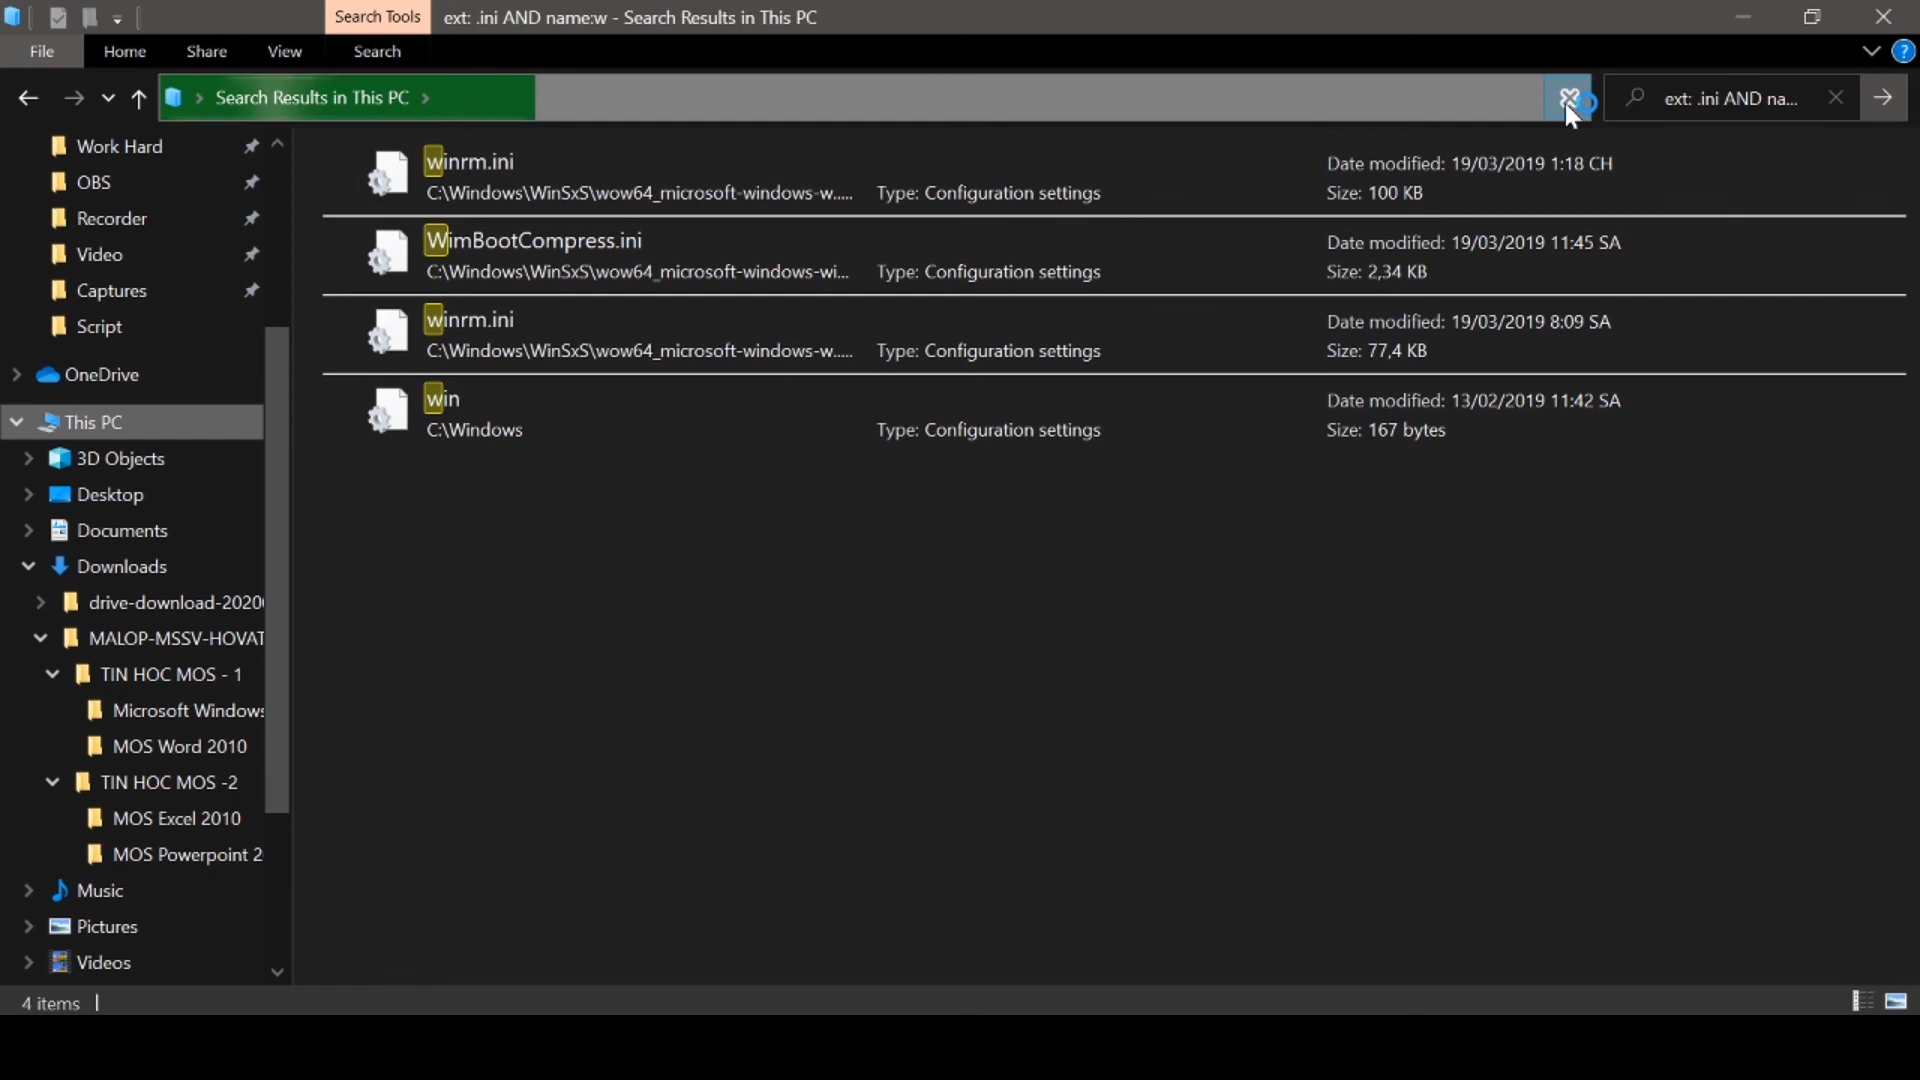 Search Tools
ext: .ini AND name:w - Search Results in This PC
File
Home
Share
View
Search
Search Results in This PC
ext: .ini AND na...
Work Hard
OBS
Recorder
Video
Captures
Script
OneDrive
This PC
3D Objects
Desktop
Documents
Downloads
drive-download-2020
MALOP-MSSV-HOVAT
TIN HOC MOS - 1
Microsoft Windows
MOS Word 2010
TIN HOC MOS -2
MOS Excel 2010
MOS Powerpoint 2
Music
Pictures
Videos
winrm.ini
C:\Windows\WinSxS\wow64_microsoft-windows-w.....
Type: Configuration settings
Date modified: 19/03/2019 1:18 CH
Size: 100 KB
WimBootCompress.ini
C:\Windows\WinSxS\wow64_microsoft-windows-wi...
Type: Configuration settings
Date modified: 19/03/2019 11:45 SA
Size: 2,34 KB
winrm.ini
C:\Windows\WinSxS\wow64_microsoft-windows-w.....
Type: Configuration settings
Date modified: 19/03/2019 8:09 SA
Size: 77,4 KB
win
C:\Windows
Type: Configuration settings
Date modified: 13/02/2019 11:42 SA
Size: 167 bytes
4 items